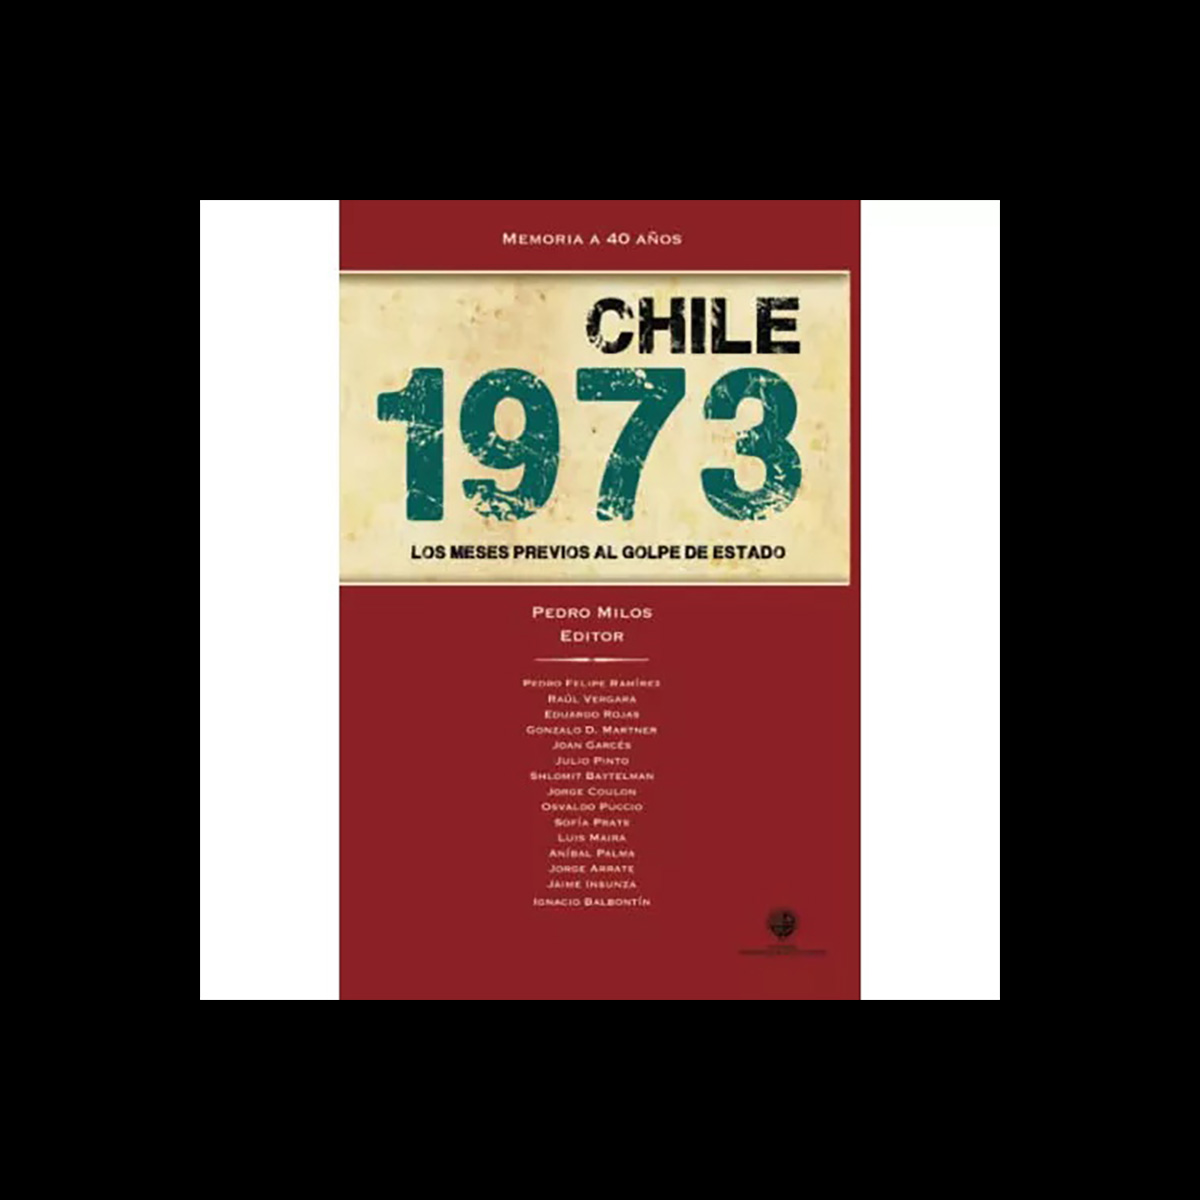 MEMORIA A 40 AÑOS
CHILE
1973
LOS MESES PREVIOS AL GOLPE DE ESTADO
PEDRO MILOS
EDITOR
PEDRO FELIPE RAMÍREZ
RAÚL VERGARA
EDUARDO ROJAS
GONZALO D. MARTNER
JOAN GARCÉS
JULIO PINTO
SHLOMIT BAYTELMAN
JORGE COULON
OSVALDO PUCCIO
SOFÍA PRATS
LUIS MAIRA
ANÍBAL PALMA
JORGE ARRATE
JAIME INSUNZA
IGNACIO BALBONTÍN